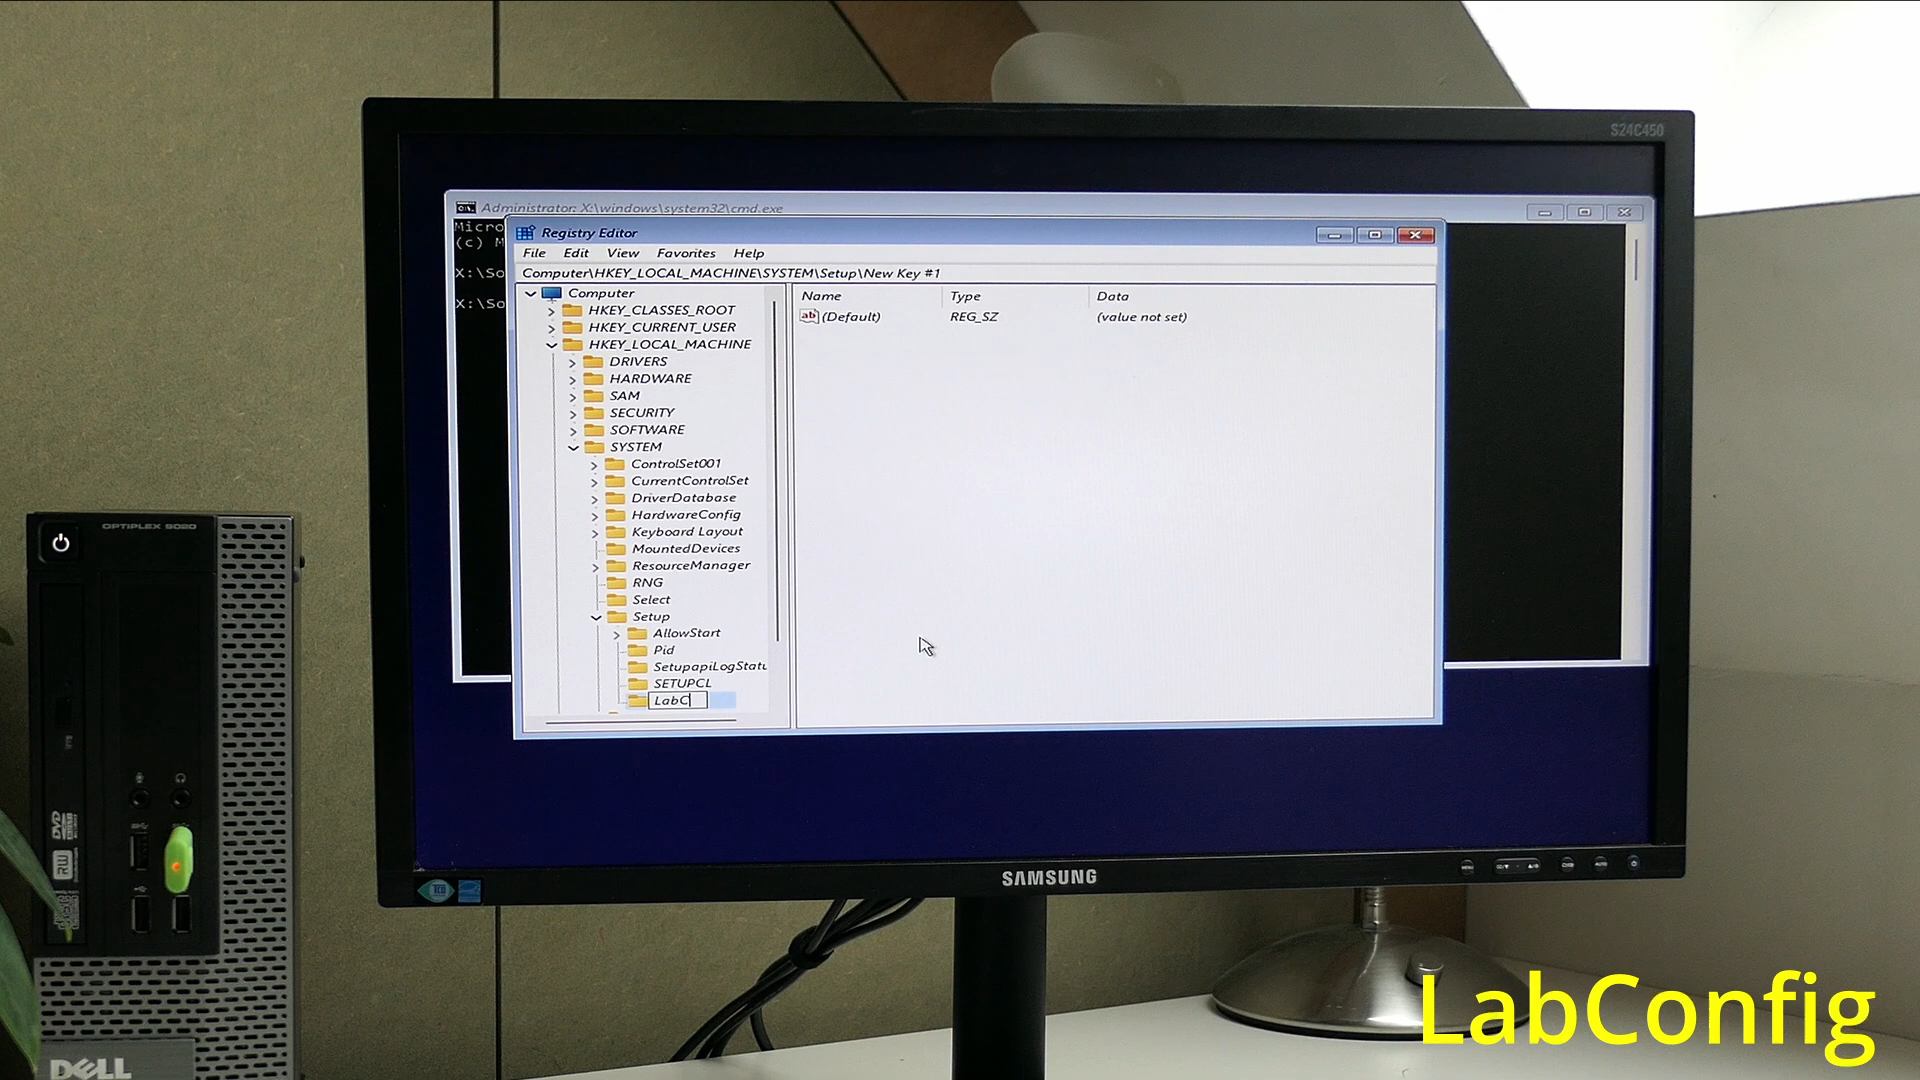 S24C450
Administrator: X:\windows\system32\cmd.exe
Micro
(c) M
X:\So
X:\So
Registry Editor
File Edit View Favorites Help
Computer\HKEY_LOCAL_MACHINE\SYSTEM\Setup\New Key #1
Computer
HKEY_CLASSES_ROOT
HKEY_CURRENT_USER
HKEY_LOCAL_MACHINE
DRIVERS
HARDWARE
SAM
SECURITY
SOFTWARE
SYSTEM
ControlSet001
CurrentControlSet
DriverDatabase
HardwareConfig
Keyboard Layout
MountedDevices
ResourceManager
RNG
Select
Setup
AllowStart
Pid
SetupapiLogStatu
SETUPCL
LabC
Name Type Data
ab (Default) REG_SZ (value not set)
OPTIPLEX 9020
DVD
RW
DELL
SAMSUNG
LabConfig